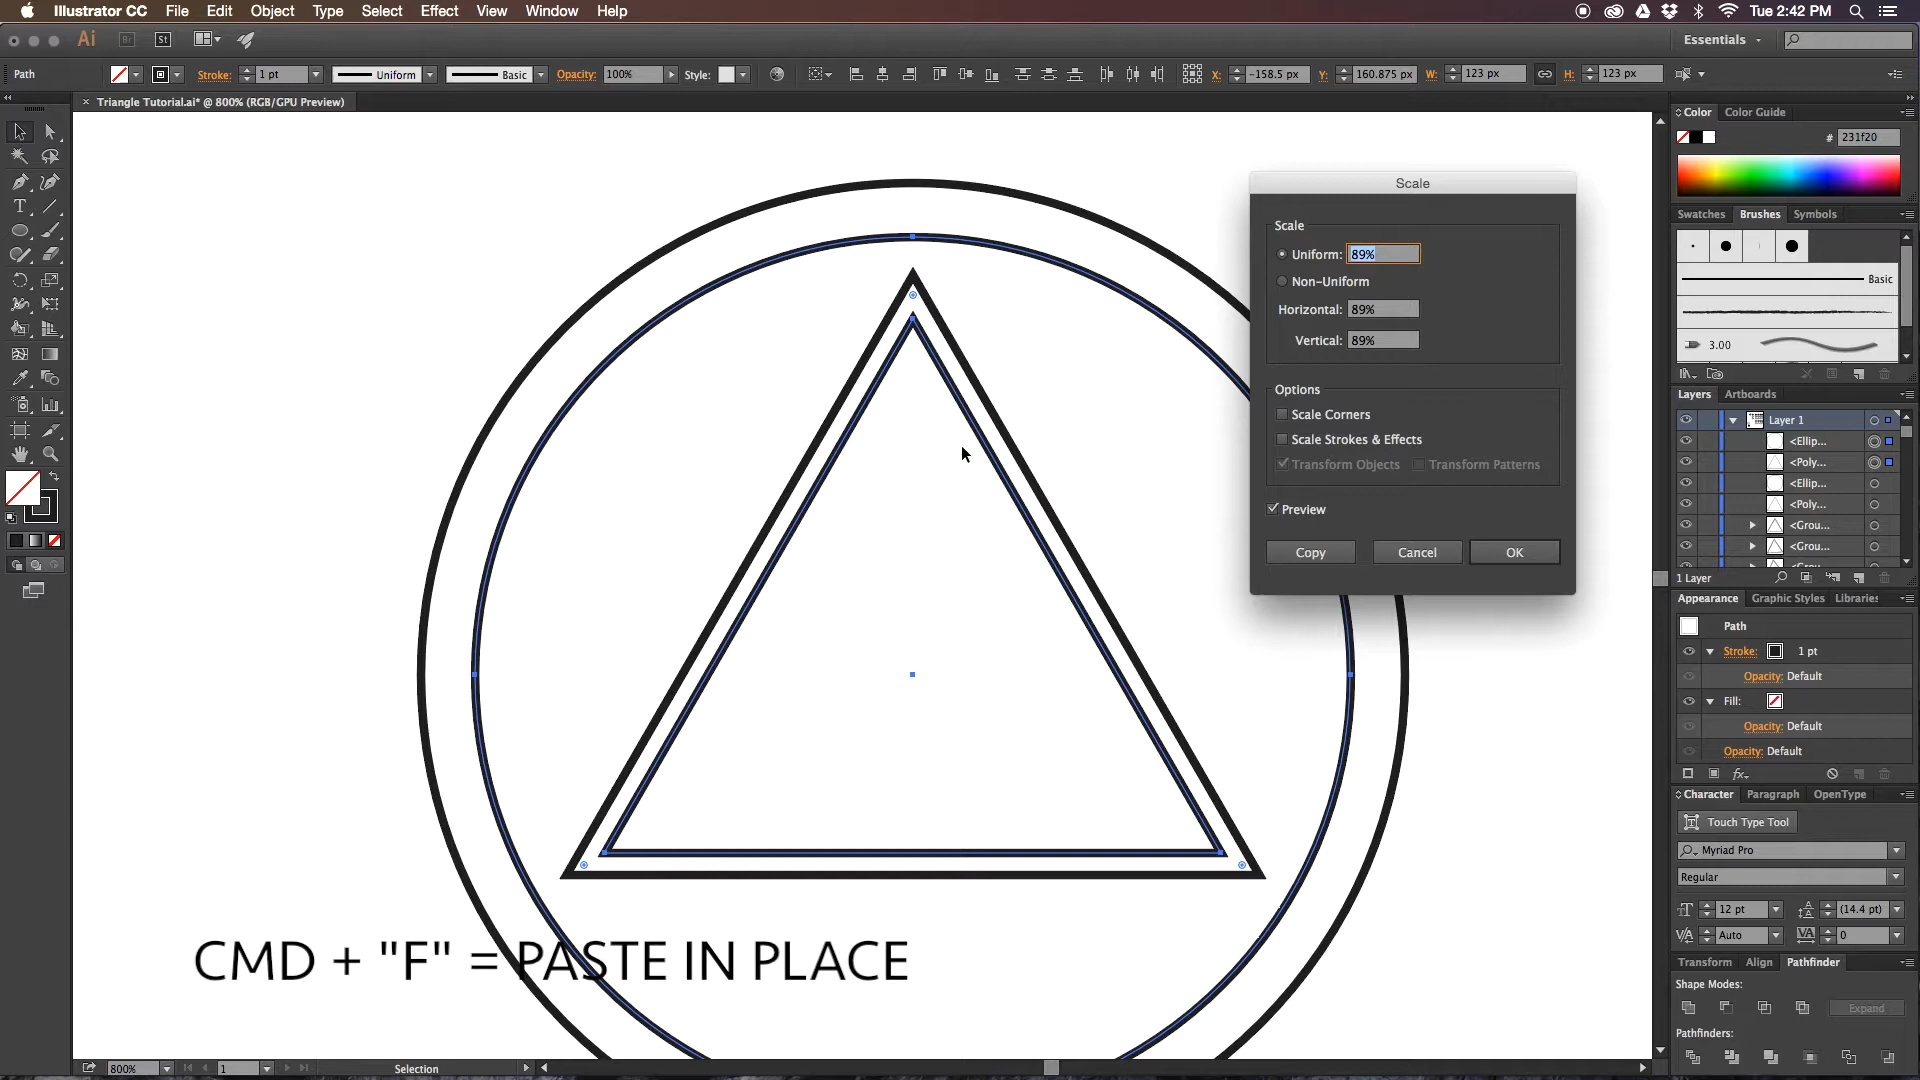 Illustrator CC File Edit Object Type Select Effect View Window Help Tue 2:42 PM
Ai Br St Essentials
Path Stroke: 1 pt Uniform Basic Opacity: 100% Style: X: -158.5 px Y: 160.875 px W: 123 px H: 123 px
× Triangle Tutorial.ai* @ 800% (RGB/GPU Preview)
Scale
Scale
Uniform: 89%
Non-Uniform
Horizontal: 89%
Vertical: 89%
Options
Scale Corners
Scale Strokes & Effects
Transform Objects Transform Patterns
Preview
Copy Cancel OK
CMD + "F" = PASTE IN PLACE
Color Color Guide
# 231f20
Swatches Brushes Symbols
Basic
3.00
Layers Artboards
Layer 1
<Ellip...
<Poly...
<Ellip...
<Poly...
<Grou...
<Grou...
1 Layer
Appearance Graphic Styles Libraries
Path
Stroke: 1 pt
Opacity: Default
Fill:
Opacity: Default
Opacity: Default
fx
Character Paragraph OpenType
Touch Type Tool
Myriad Pro
Regular
12 pt (14.4 pt)
Auto 0
Transform Align Pathfinder
Shape Modes:
Expand
Pathfinders:
800% 1 Selection